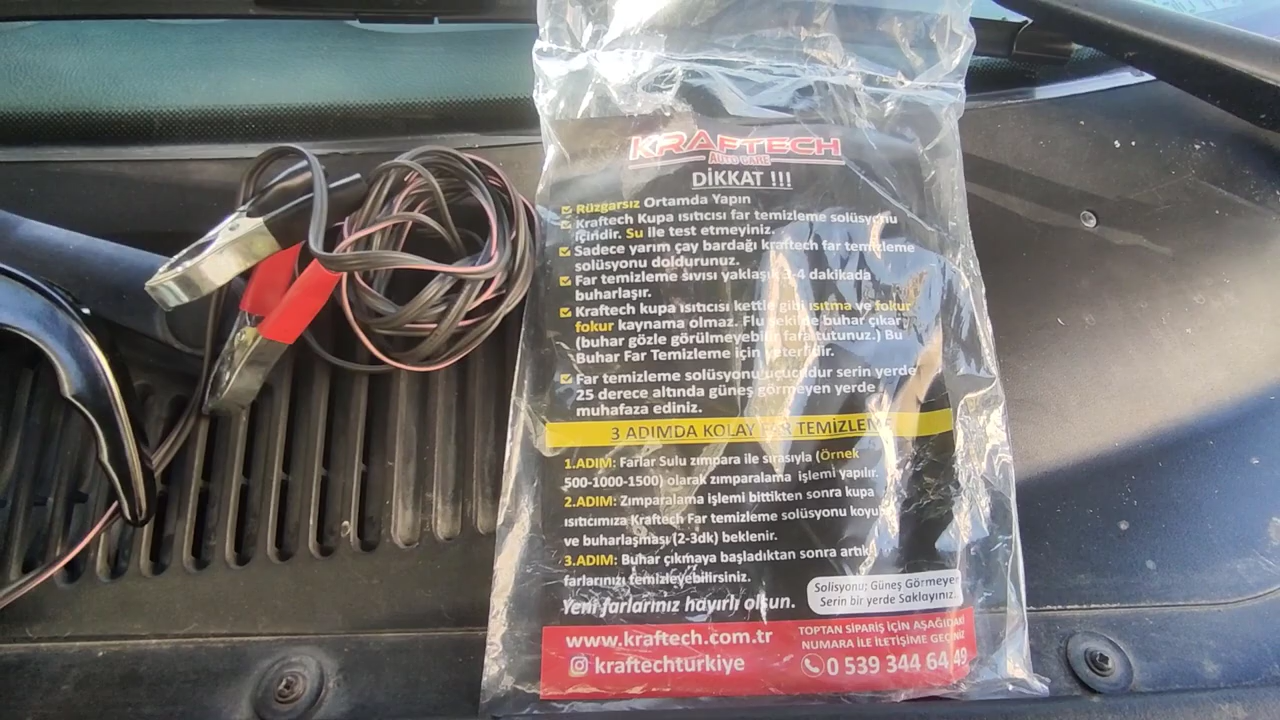 KRAFTECH
AUTO CARE
DİKKAT !!!
Rüzgarsız Ortamda Yapın
Kraftech Kupa ısıtıcısı far temizleme solüsyonu
içindir. Su ile test etmeyiniz.
Sadece yarım çay bardağı kraftech far temizleme
solüsyonu doldurunuz.
Far temizleme sıvısı yaklaşık 3-4 dakikada
buharlaşır.
Kraftech kupa ısıtıcısı kettle gibi ısıtma ve fokur
fokur kaynama olmaz. Flu şekilde buhar çıkar
(buhar gözle görülmeyebilir fara tutunuz.) Bu
Buhar Far Temizleme için yeterlidir.
Far temizleme solüsyonu uçucudur serin yerde
25 derece altında güneş görmeyen yerde
muhafaza ediniz.
3 ADIMDA KOLAY FAR TEMİZLEME
1.ADIM: Farlar Sulu zımpara ile sırasıyla (Örnek
500-1000-1500) olarak zımparalama işlemi yapılır.
2.ADIM: Zımparalama işlemi bittikten sonra kupa
ısıtıcımıza Kraftech Far temizleme solüsyonu koyulur
ve buharlaşması (2-3dk) beklenir.
3.ADIM: Buhar çıkmaya başladıktan sonra artık
farlarınızı temizleyebilirsiniz.
Solisyonu; Güneş Görmeyen
Serin bir yerde Saklayınız.
Yeni farlarınız hayırlı olsun.
www.kraftech.com.tr
kraftechturkiye
TOPTAN SİPARİŞ İÇİN AŞAĞIDAKİ
NUMARA İLE İLETİŞİME GEÇİNİZ
0 539 344 64 49